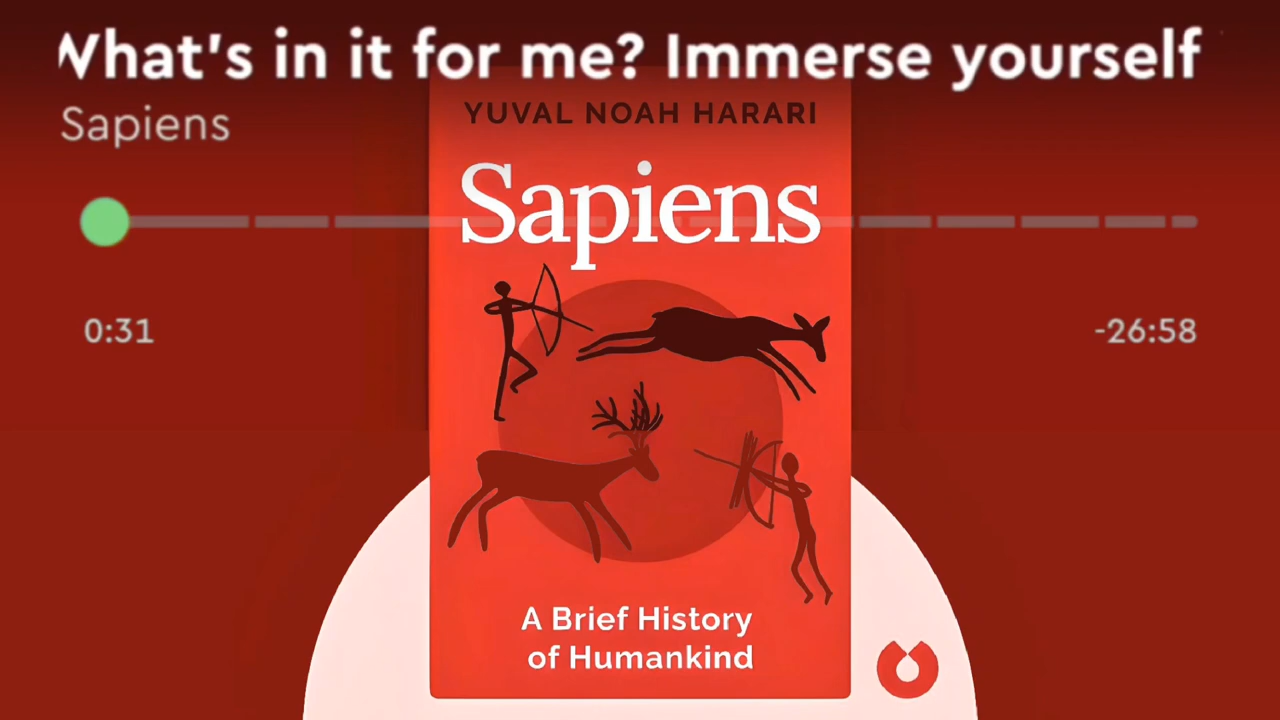 What's in it for me? Immerse yourself
Sapiens
YUVAL NOAH HARARI
Sapiens
0:31
-26:58
A Brief History
of Humankind